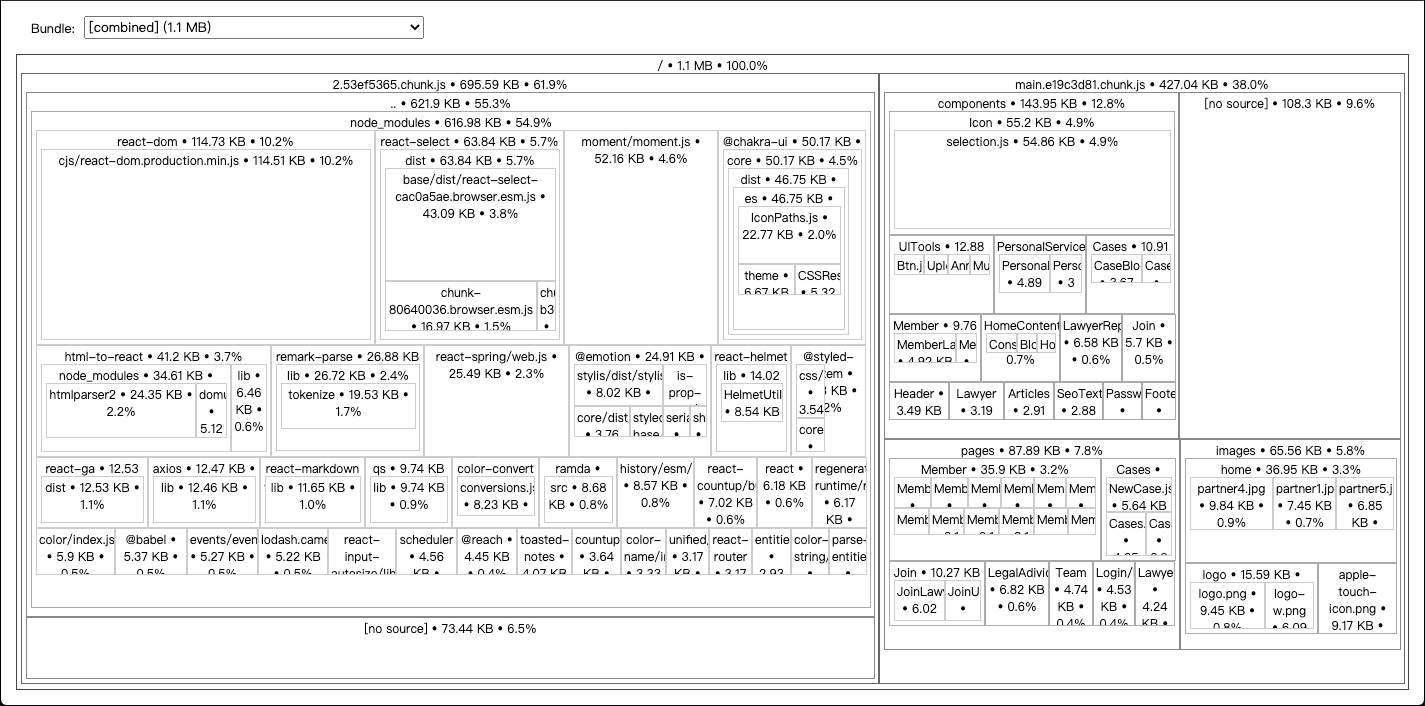 Bundle: [combined] (1.1 MB)
/ • 1.1 MB • 100.0%
2.53ef5365.chunk.js • 695.59 KB • 61.9%
.. • 621.9 KB • 55.3%
node_modules • 616.98 KB • 54.9%
react-dom • 114.73 KB • 10.2%
cjs/react-dom.production.min.js • 114.51 KB • 10.2%
react-select • 63.84 KB • 5.7%
dist • 63.84 KB • 5.7%
base/dist/react-select-
cac0a5ae.browser.esm.js •
43.09 KB • 3.8%
chunk-
80640036.browser.esm.js
• 16.97 KB • 1.5%
moment/moment.js •
52.16 KB • 4.6%
@chakra-ui • 50.17 KB •
core • 50.17 KB • 4.5%
dist • 46.75 KB •
es • 46.75 KB •
IconPaths.js •
22.77 KB • 2.0%
theme •
6.67 KB
CSSRes
• 5.32
html-to-react • 41.2 KB • 3.7%
node_modules • 34.61 KB •
htmlparser2 • 24.35 KB •
2.2%
domu
•
5.12
lib •
6.46
KB •
0.6%
remark-parse • 26.88 KB
lib • 26.72 KB • 2.4%
tokenize • 19.53 KB •
1.7%
react-spring/web.js •
25.49 KB • 2.3%
@emotion • 24.91 KB •
stylis/dist/stylis
• 8.02 KB •
is-
prop-
core/dist
• 3.76
styled
base
seria
•
sh
•
react-helmet
lib • 14.02
HelmetUtil
• 8.54 KB
@styled-
css/
•
3.54
core
•
react-ga • 12.53
dist • 12.53 KB •
1.1%
axios • 12.47 KB •
lib • 12.46 KB •
1.1%
react-markdown
lib • 11.65 KB •
1.0%
qs • 9.74 KB
lib • 9.74 KB
• 0.9%
color-convert
conversions.js
• 8.23 KB •
ramda •
src • 8.68
KB • 0.8%
history/esm/
• 8.57 KB •
0.8%
react-
countup/b
• 7.02 KB
• 0.6%
react •
6.18 KB
• 0.6%
regenerat
runtime/r
• 6.17
KB •
color/index.js
• 5.9 KB •
0.5%
@babel •
5.37 KB •
0.5%
events/even
• 5.27 KB •
0.5%
lodash.came
• 5.22 KB
• 0.5%
react-
input-
autosize/lib
scheduler
• 4.56
KB •
@reach •
4.45 KB
• 0.4%
toasted-
notes •
4.07 KB
countup
• 3.64
KB •
color-
name/i
• 3.33
unified,
• 3.17
KB •
react-
router
• 3.17
entitie
•
2.93
color-
string/
•
parse-
entitie
•
[no source] • 73.44 KB • 6.5%
main.e19c3d81.chunk.js • 427.04 KB • 38.0%
components • 143.95 KB • 12.8%
Icon • 55.2 KB • 4.9%
selection.js • 54.86 KB • 4.9%
UITools • 12.88
Btn.j
Uplo
Ann
Mu
PersonalService
Personal
• 4.89
Perso
• 3
Cases • 10.91
CaseBlo
• 3.67
Case
•
Member • 9.76
MemberLa
• 4.92 KB
Me
•
HomeContent
Cons
Blo
Ho
0.7%
LawyerRep
• 6.58 KB
• 0.6%
Join •
5.7 KB •
0.5%
Header •
3.49 KB
Lawyer
• 3.19
Articles
• 2.91
SeoText
• 2.88
Passw
•
Foote
•
[no source] • 108.3 KB • 9.6%
pages • 87.89 KB • 7.8%
Member • 35.9 KB • 3.2%
Memb
•
Memb
•
Mem
•
Mem
•
Mem
•
Mem
•
Cases •
NewCase.js
• 5.64 KB
Cases.
Cas
•
Join • 10.27 KB
JoinLaw
• 6.02
JoinU
•
LegalAdivic
• 6.82 KB
• 0.6%
Team
• 4.74
KB •
0.4%
Login/
• 4.53
KB •
0.4%
Lawye
•
4.24
KB •
images • 65.56 KB • 5.8%
home • 36.95 KB • 3.3%
partner4.jpg
• 9.84 KB •
0.9%
partner1.jp
• 7.45 KB
• 0.7%
partner5.j
• 6.85
KB •
logo • 15.59 KB •
logo.png •
9.45 KB •
0.8%
logo-
w.png
• 6.09
apple-
touch-
icon.png •
9.17 KB •